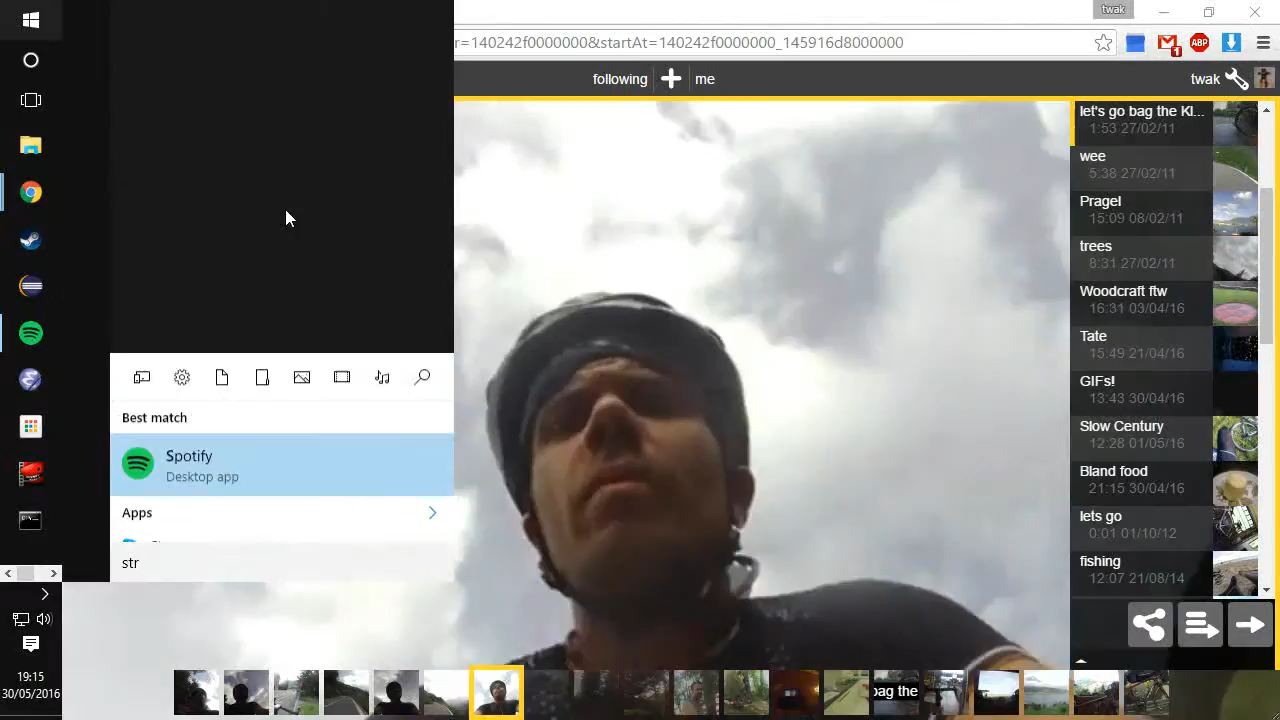 twak
r=140242f0000000&startAt=140242f0000000_145916d8000000
ABP
1
following
me
twak
let's go bag the Kl...
1:53 27/02/11
wee
5:38 27/02/11
Pragel
15:09 08/02/11
trees
8:31 27/02/11
Woodcraft ftw
16:31 03/04/16
Tate
15:49 21/04/16
GIFs!
13:43 30/04/16
Slow Century
12:28 01/05/16
Bland food
21:15 30/04/16
lets go
0:01 01/10/12
fishing
12:07 21/08/14
Best match
Spotify
Desktop app
Apps
str
19:15
30/05/2016
bag the